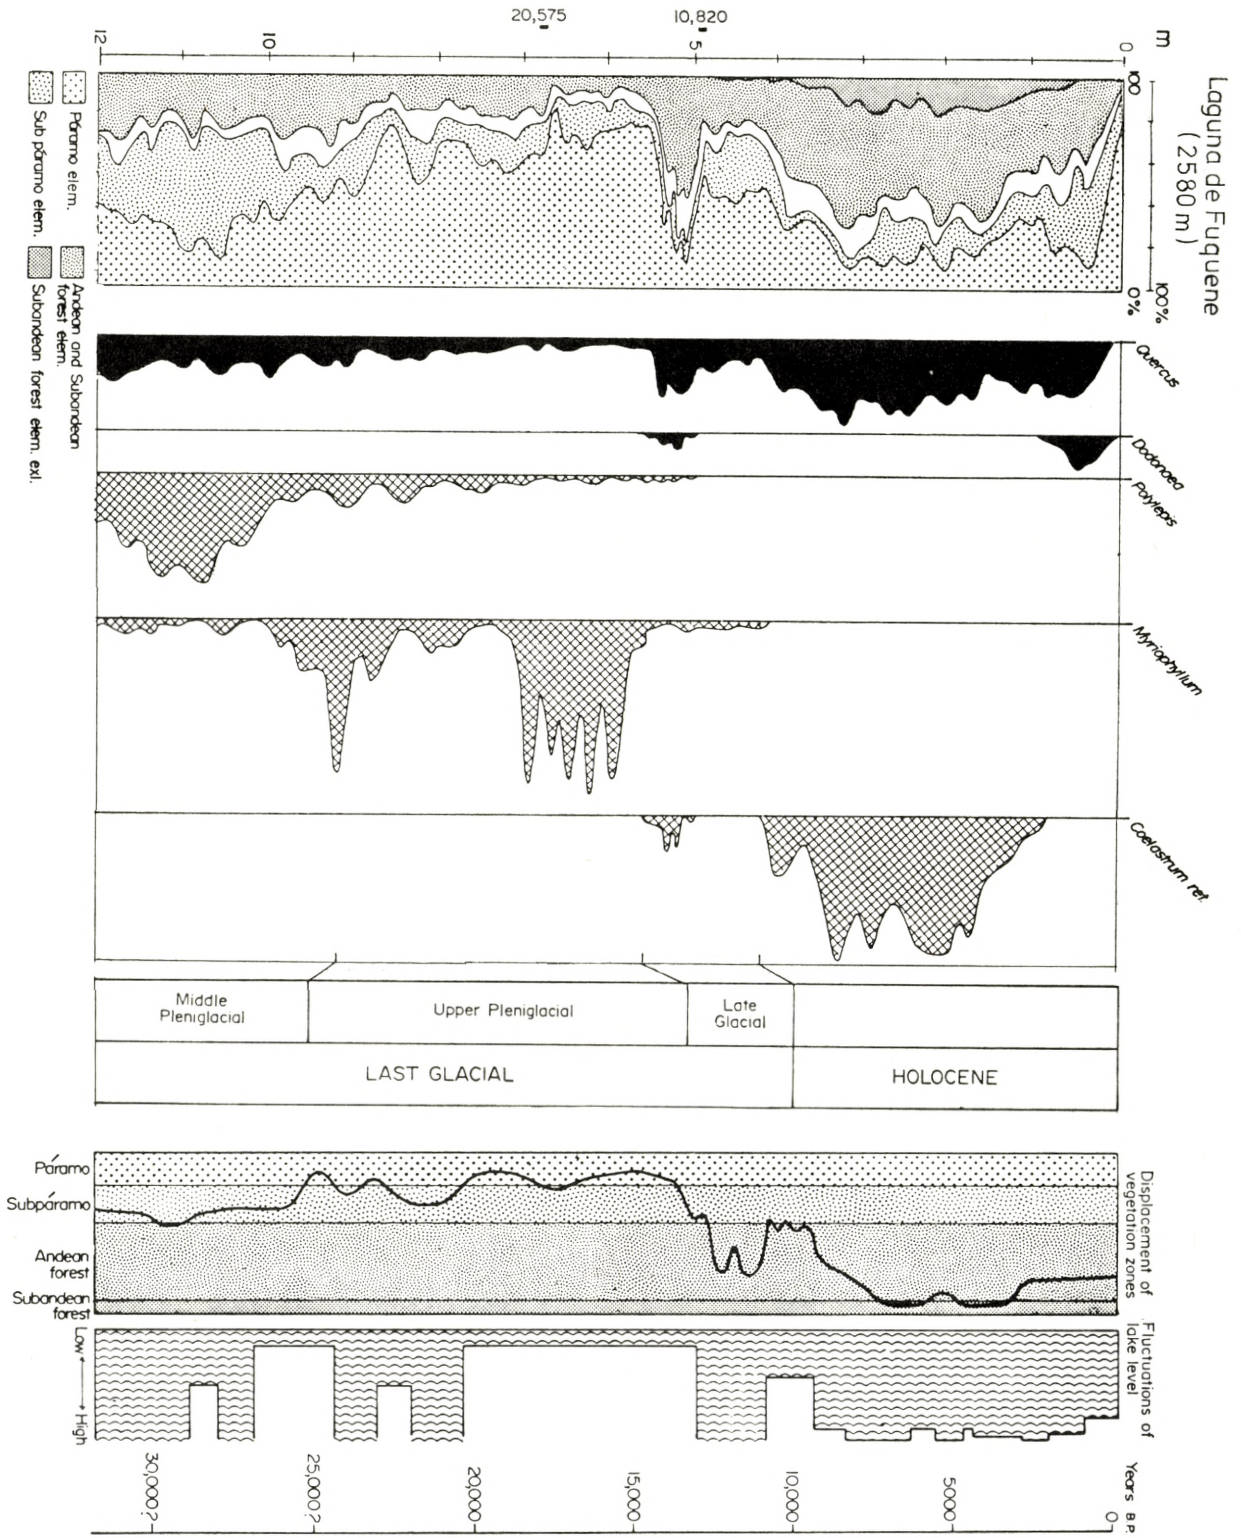 Laguna de Fuquene
(2580 m)
20,575
10,820
m
12
10
5
0
100
0%
100%
Páramo elem.
Sub páramo elem.
Andean and Subandean
forest elem.
Subandean forest elem. exl.
Quercus
Dodonaea
Polylepis
Myriophyllum
Coelastrum ret.
Middle
Pleniglacial
Upper Pleniglacial
Late
Glacial
LAST GLACIAL
HOLOCENE
Displacement of
vegetation zones
Páramo
Subpáramo
Andean
forest
Subandean
forest
Fluctuations of
lake level
Low
High
30,000?
25,000?
20,000
15,000
10,000
5000
0
Years B.P.